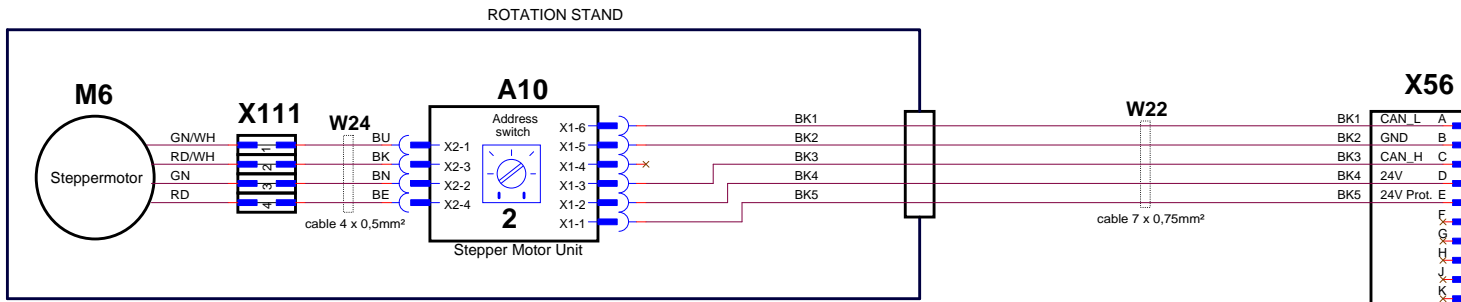 ROTATION STAND
M6
Steppermotor
GN/WH
RD/WH
GN
RD
X111
1
2
3
4
W24
BU
BK
BN
BE
cable 4 x 0,5mm²
A10
Address
switch
X2-1
X2-3
X2-2
X2-4
2
X1-6
X1-5
X1-4
X1-3
X1-2
X1-1
Stepper Motor Unit
BK1
BK2
BK3
BK4
BK5
W22
cable 7 x 0,75mm²
X56
BK1 CAN_L A
BK2 GND B
BK3 CAN_H C
BK4 24V D
BK5 24V Prot. E
F
G
H
J
K